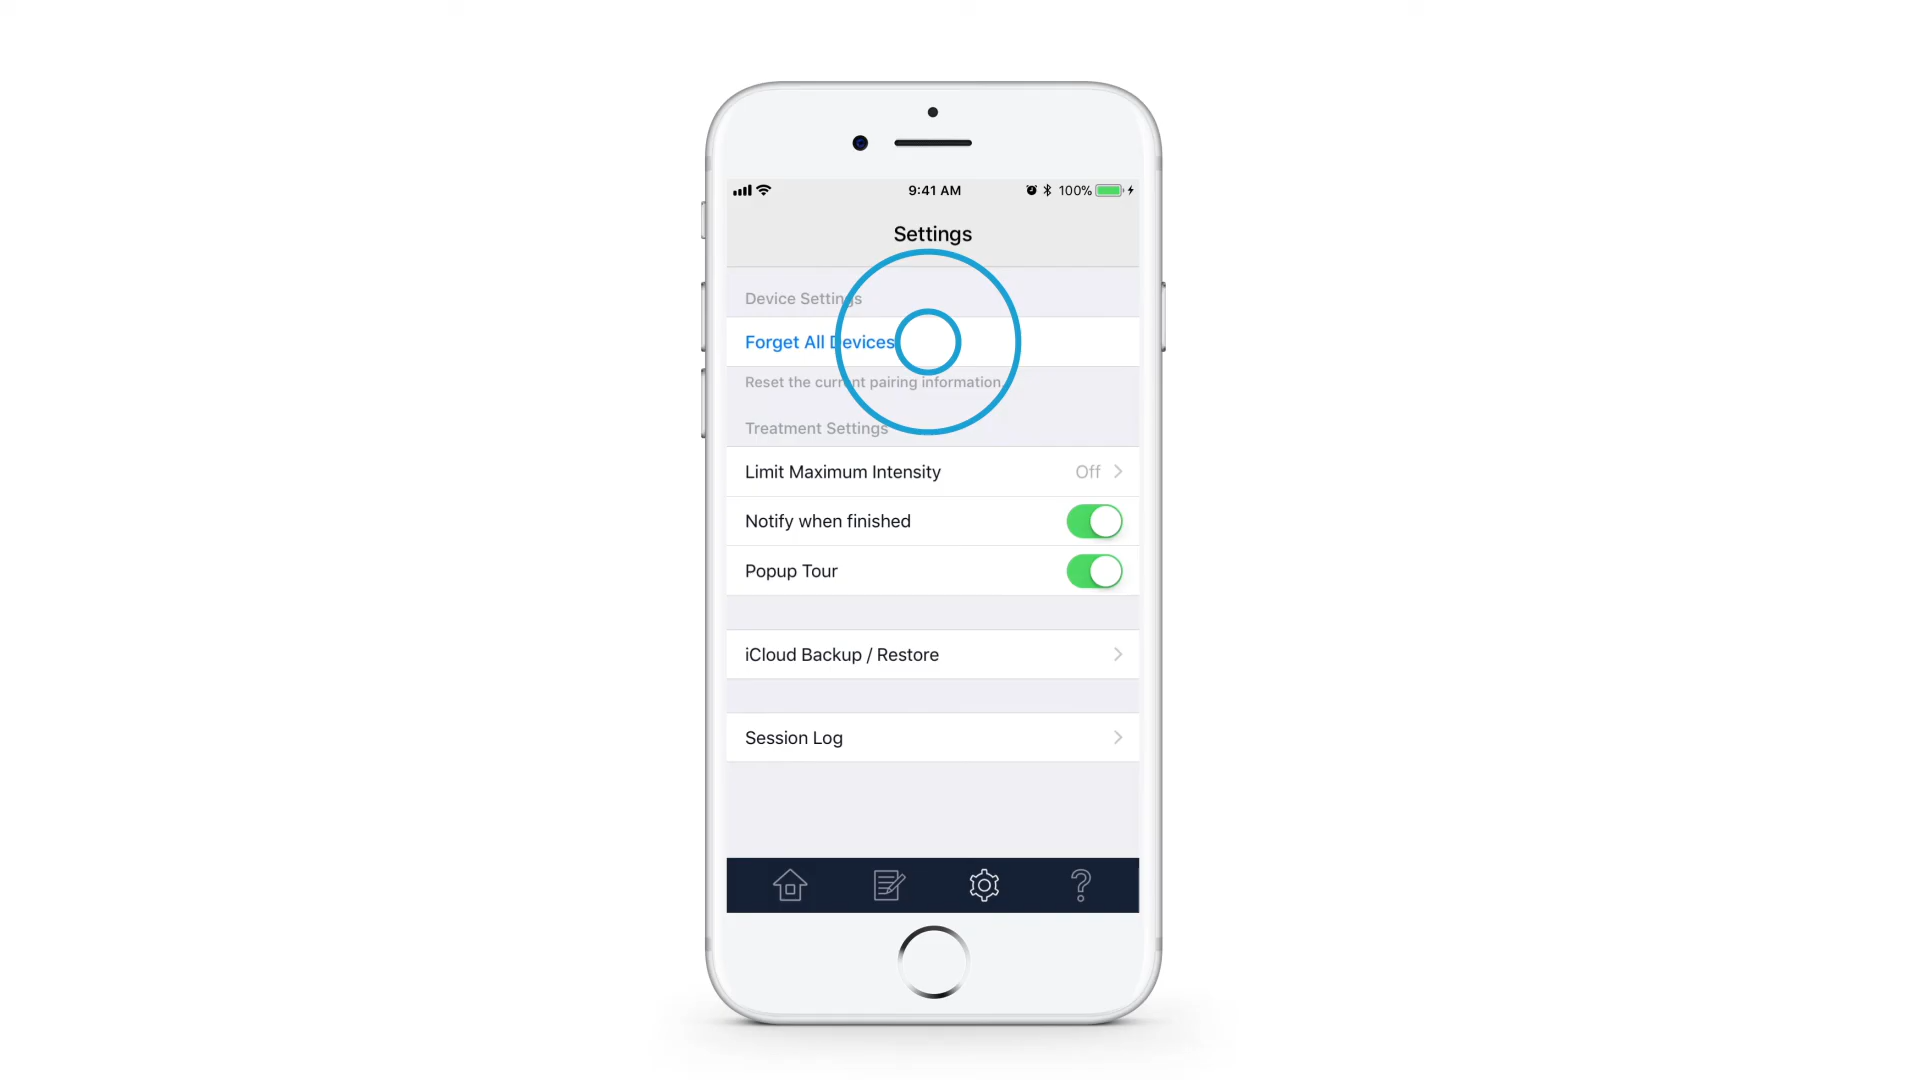 9:41 AM
100%
Settings
Device Settings
Forget All Devices
Reset the current pairing information.
Treatment Settings
Limit Maximum Intensity Off
Notify when finished
Popup Tour
iCloud Backup / Restore
Session Log